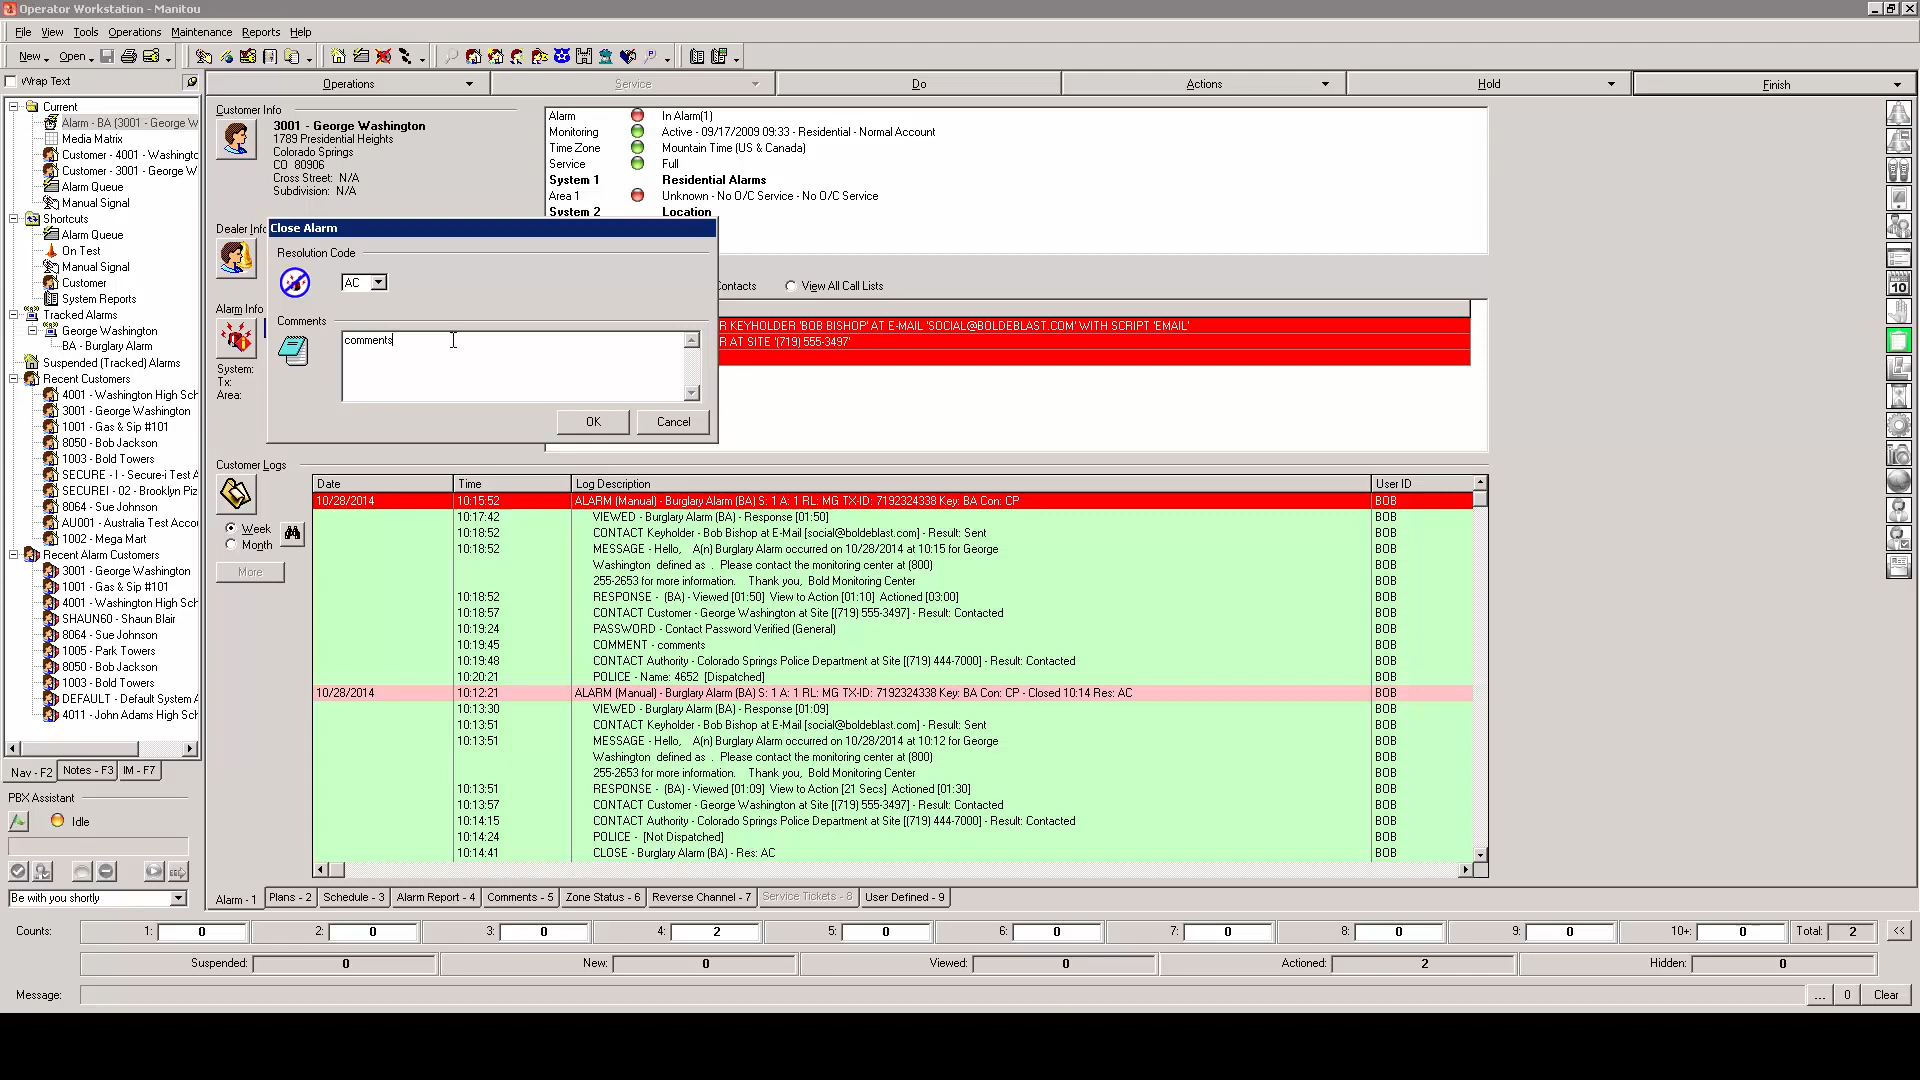 Operator Workstation - Manitou
File View Tools Operations Maintenance Reports Help
New Open
Wrap Text
Operations Service Do Actions Hold Finish
Current
Alarm - BA (3001 - George W
Media Matrix
Customer - 4001 - Washingto
Customer - 3001 - George W
Alarm Queue
Manual Signal
Shortcuts
Alarm Queue
On Test
Manual Signal
Customer
System Reports
Tracked Alarms
George Washington
BA - Burglary Alarm
Suspended (Tracked) Alarms
Recent Customers
4001 - Washington High Sch
3001 - George Washington
1001 - Gas & Sip #101
8050 - Bob Jackson
1003 - Bold Towers
SECURE - I - Secure-i Test A
SECUREI - 02 - Brooklyn Piz
8064 - Sue Johnson
AU001 - Australia Test Acco
1002 - Mega Mart
Recent Alarm Customers
3001 - George Washington
1001 - Gas & Sip #101
4001 - Washington High Sch
SHAUN60 - Shaun Blair
8064 - Sue Johnson
1005 - Park Towers
8050 - Bob Jackson
1003 - Bold Towers
DEFAULT - Default System A
4011 - John Adams High Sch
Nav - F2 Notes - F3 IM - F7
PBX Assistant
Idle
Be with you shortly
Customer Info
3001 - George Washington
1789 Presidential Heights
Colorado Springs
CO 80906
Cross Street: N/A
Subdivision: N/A
Dealer Info
Alarm Info
System:
Tx:
Area:
Alarm In Alarm(1)
Monitoring Active - 09/17/2009 09:33 - Residential - Normal Account
Time Zone Mountain Time (US & Canada)
Service Full
System 1 Residential Alarms
Area 1 Unknown - No O/C Service - No O/C Service
System 2 Location
Close Alarm
Resolution Code
AC
Comments
comments
OK Cancel
ontacts View All Call Lists
R KEYHOLDER 'BOB BISHOP' AT E-MAIL 'SOCIAL@BOLDEBLAST.COM' WITH SCRIPT 'EMAIL'
R AT SITE '(719) 555-3497'
Customer Logs
Week
Month
More
Date Time Log Description User ID
10/28/2014 10:15:52 ALARM (Manual) - Burglary Alarm (BA) S: 1 A: 1 RL: MG TX-ID: 7192324338 Key: BA Con: CP BOB
10:17:42 VIEWED - Burglary Alarm (BA) - Response [01:50] BOB
10:18:52 CONTACT Keyholder - Bob Bishop at E-Mail [social@boldeblast.com] - Result: Sent BOB
10:18:52 MESSAGE - Hello, A(n) Burglary Alarm occurred on 10/28/2014 at 10:15 for George BOB
Washington defined as . Please contact the monitoring center at (800) BOB
255-2653 for more information. Thank you, Bold Monitoring Center BOB
10:18:52 RESPONSE - (BA) - Viewed [01:50] View to Action [01:10] Actioned [03:00] BOB
10:18:57 CONTACT Customer - George Washington at Site [(719) 555-3497] - Result: Contacted BOB
10:19:24 PASSWORD - Contact Password Verified (General) BOB
10:19:45 COMMENT - comments BOB
10:19:48 CONTACT Authority - Colorado Springs Police Department at Site [(719) 444-7000] - Result: Contacted BOB
10:20:21 POLICE - Name: 4652 [Dispatched] BOB
10/28/2014 10:12:21 ALARM (Manual) - Burglary Alarm (BA) S: 1 A: 1 RL: MG TX-ID: 7192324338 Key: BA Con: CP - Closed 10:14 Res: AC BOB
10:13:30 VIEWED - Burglary Alarm (BA) - Response [01:09] BOB
10:13:51 CONTACT Keyholder - Bob Bishop at E-Mail [social@boldeblast.com] - Result: Sent BOB
10:13:51 MESSAGE - Hello, A(n) Burglary Alarm occurred on 10/28/2014 at 10:12 for George BOB
Washington defined as . Please contact the monitoring center at (800) BOB
255-2653 for more information. Thank you, Bold Monitoring Center BOB
10:13:51 RESPONSE - (BA) - Viewed [01:09] View to Action [21 Secs] Actioned [01:30] BOB
10:13:57 CONTACT Customer - George Washington at Site [(719) 555-3497] - Result: Contacted BOB
10:14:15 CONTACT Authority - Colorado Springs Police Department at Site [(719) 444-7000] - Result: Contacted BOB
10:14:24 POLICE - [Not Dispatched] BOB
10:14:41 CLOSE - Burglary Alarm (BA) - Res: AC BOB
Alarm - 1 Plans - 2 Schedule - 3 Alarm Report - 4 Comments - 5 Zone Status - 6 Reverse Channel - 7 Service Tickets - 8 User Defined - 9
Counts: 1: 0 2: 0 3: 0 4: 2 5: 0 6: 0 7: 0 8: 0 9: 0 10+: 0 Total: 2 <<
Suspended: 0 New: 0 Viewed: 0 Actioned: 2 Hidden: 0
Message: ... 0 Clear
10